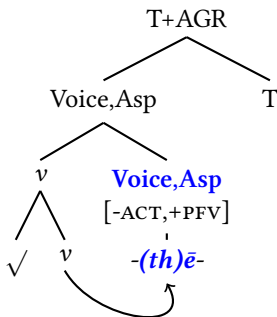 T+AGR
Voice,Asp T
v Voice,Asp
[-ACT,+PFV]
√ v -(th)ē-